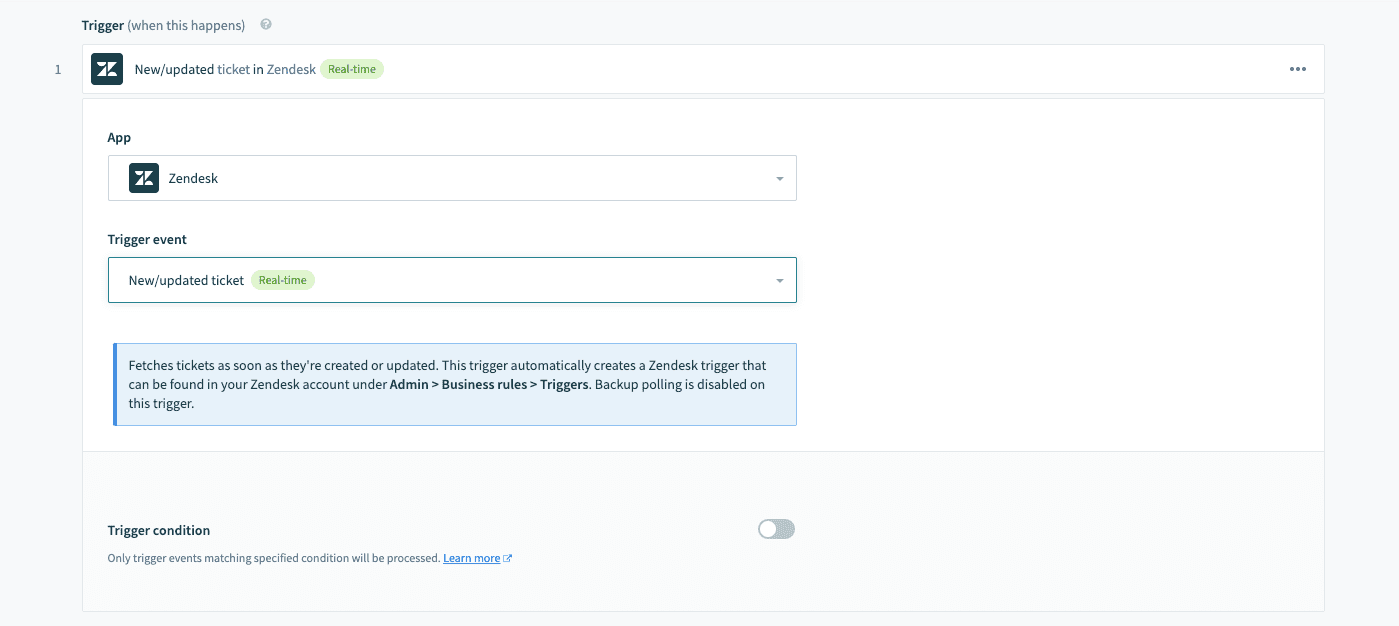 Trigger (when this happens) ?
1 New/updated ticket in Zendesk Real-time
App
Zendesk
Trigger event
New/updated ticket Real-time
Fetches tickets as soon as they're created or updated. This trigger automatically creates a Zendesk trigger that
can be found in your Zendesk account under Admin > Business rules > Triggers. Backup polling is disabled on
this trigger.
Trigger condition
Only trigger events matching specified condition will be processed. Learn more